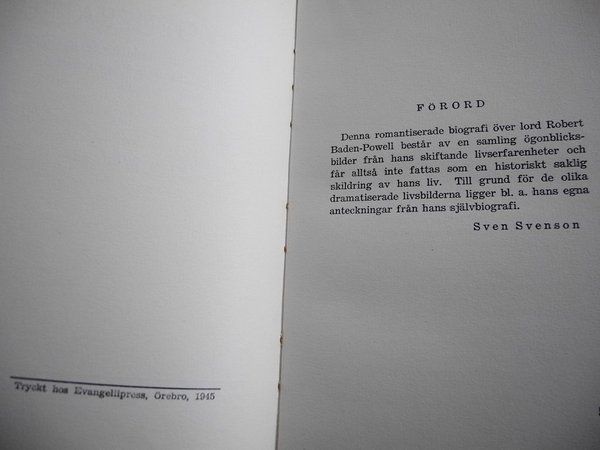 Tryckt hos Evangeliipress, Örebro, 1945
FÖRORD
Denna romantiserade biografi över lord Robert
Baden-Powell består av en samling ögonblicks-
bilder från hans skiftande livserfarenheter och
får alltså inte fattas som en historiskt saklig
skildring av hans liv. Till grund för de olika
dramatiserade livsbilderna ligger bl. a. hans egna
anteckningar från hans självbiografi.
Sven Svenson